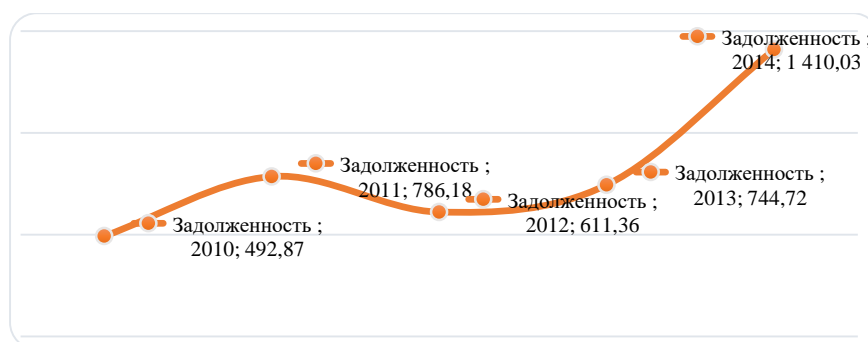 Задолженность ;
2014; 1 410,03
Задолженность ;
2011; 786,18
Задолженность ;
2013; 744,72
Задолженность ;
2012; 611,36
Задолженность ;
2010; 492,87